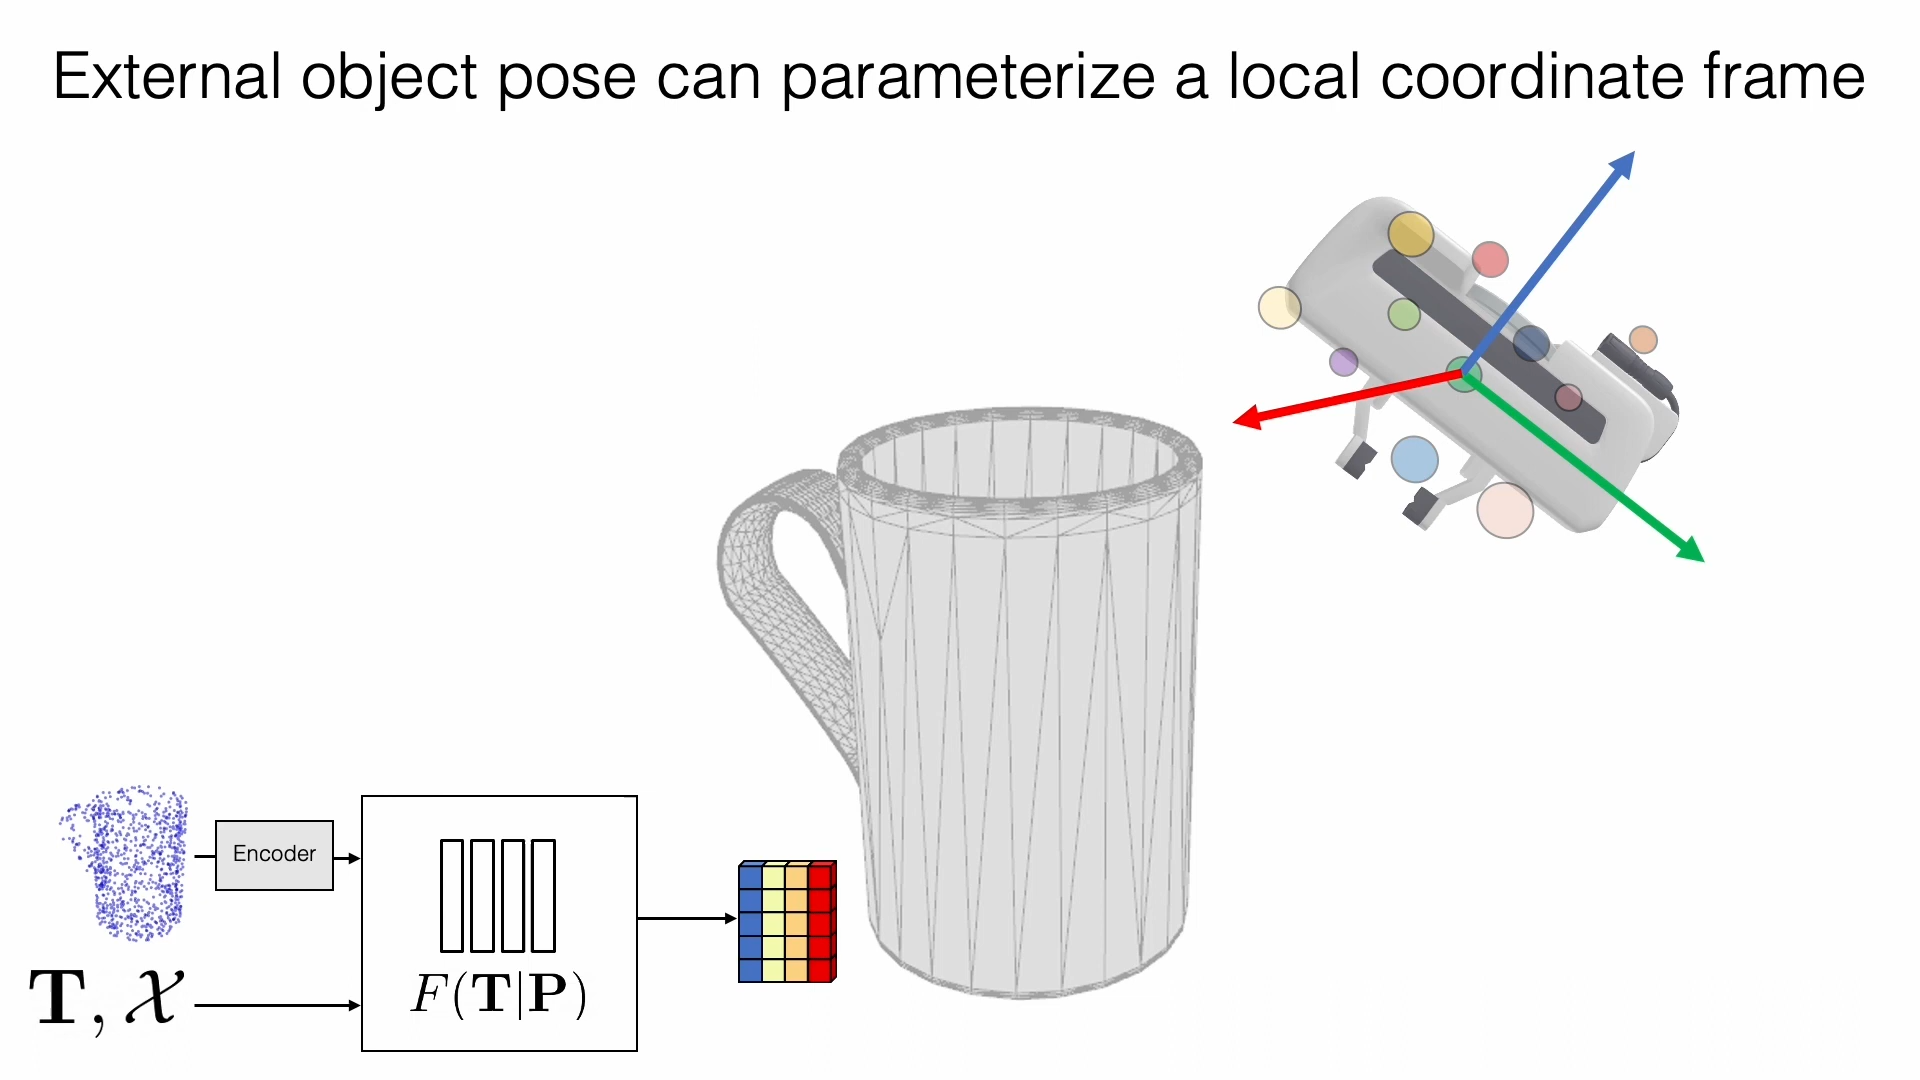 External object pose can parameterize a local coordinate frame
Encoder
T, 𝒳
F(T|P)